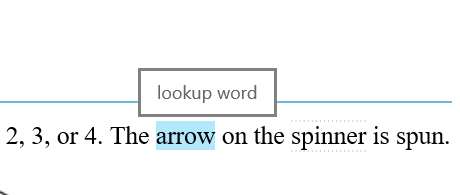 lookup word
2, 3, or 4. The arrow on the spinner is spun.